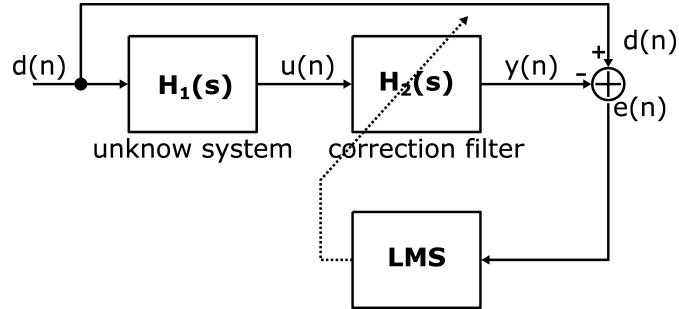 d(n)
H₁(s)
u(n)
H₂(s)
y(n)
+
d(n)
-
e(n)
unknow system
correction filter
LMS